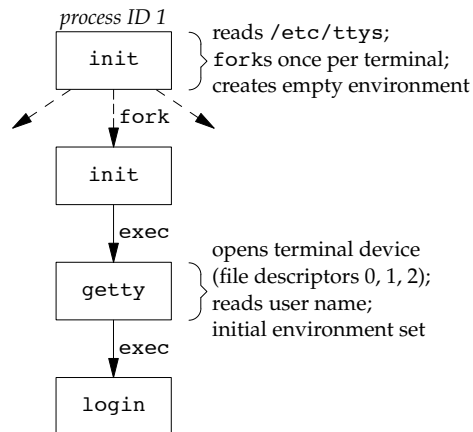 process ID 1
init
reads /etc/ttys;
forks once per terminal;
creates empty environment
fork
init
exec
getty
opens terminal device
(file descriptors 0, 1, 2);
reads user name;
initial environment set
exec
login